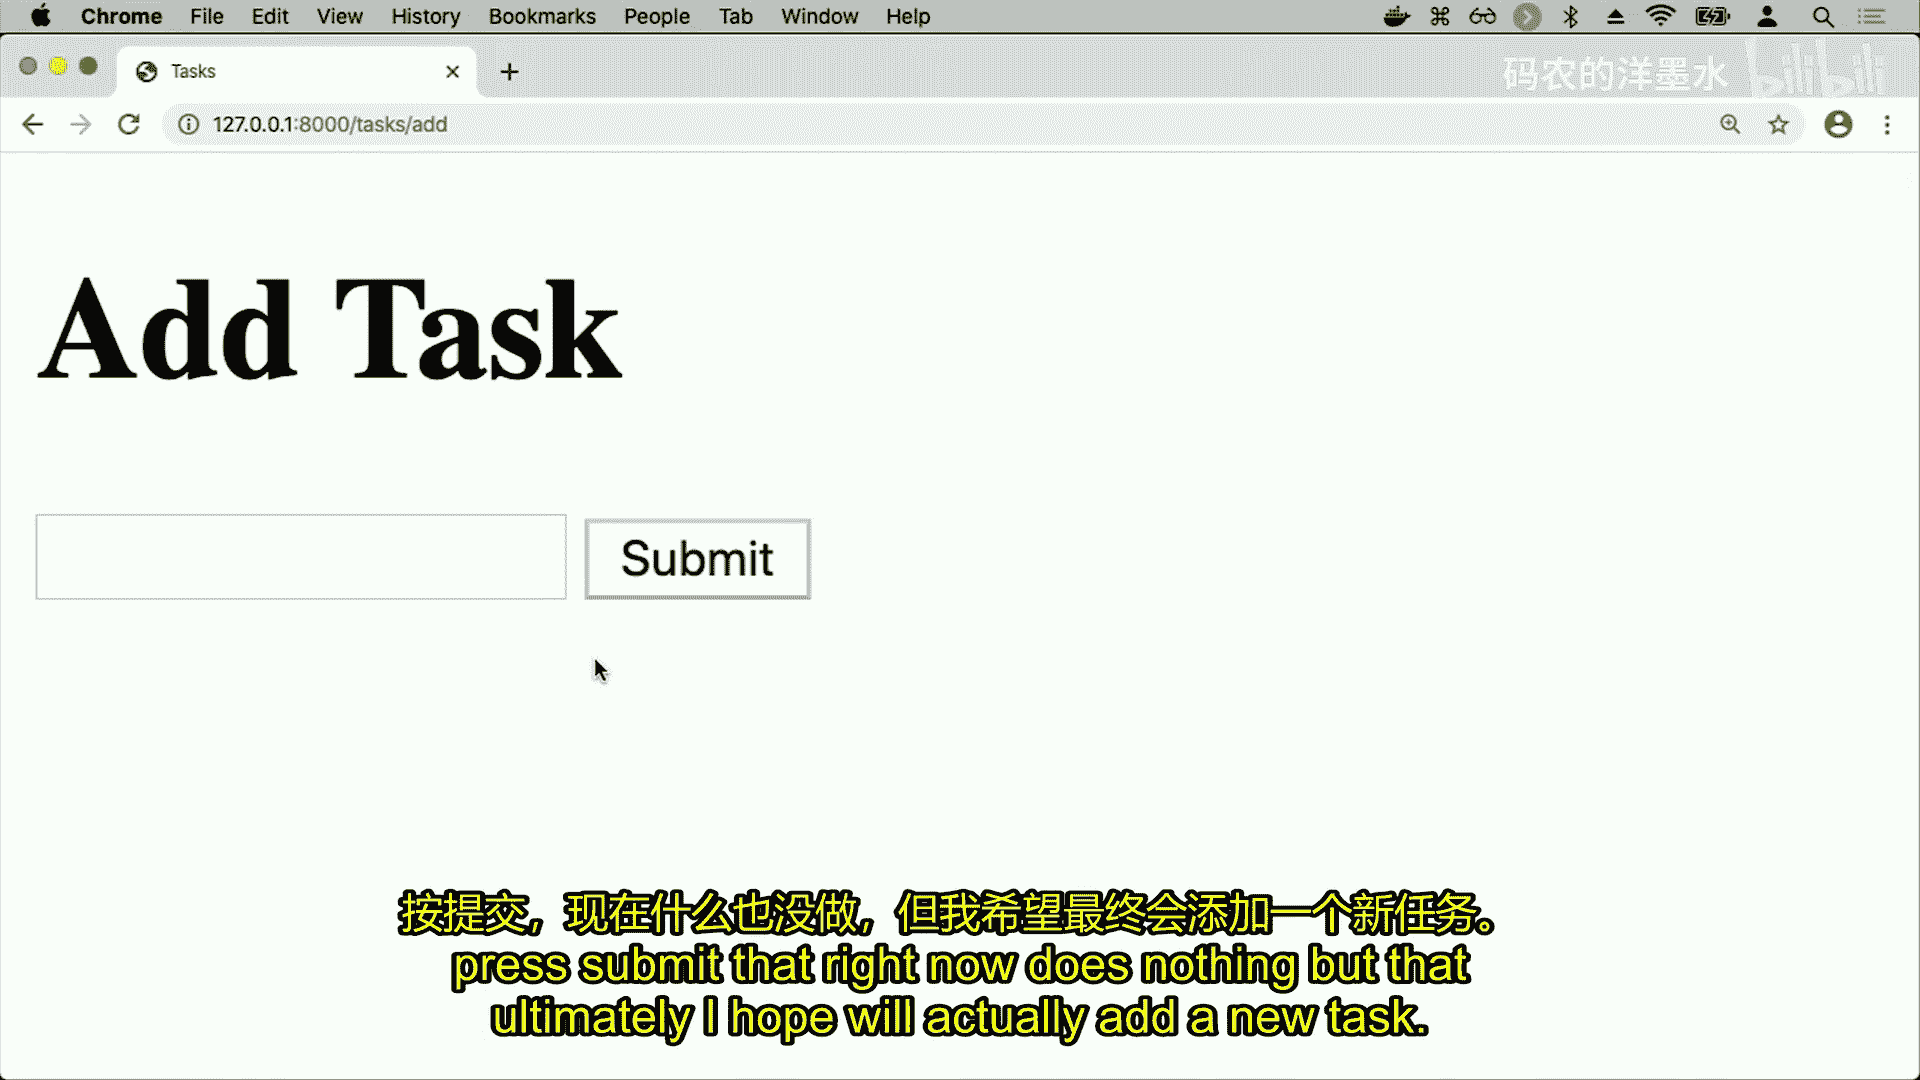 Chrome File Edit View History Bookmarks People Tab Window Help
Tasks
码农的洋墨水 bilibili
127.0.0.1:8000/tasks/add
Add Task
Submit
按提交，现在什么也没做，但我希望最终会添加一个新任务。
press submit that right now does nothing but that
ultimately I hope will actually add a new task.